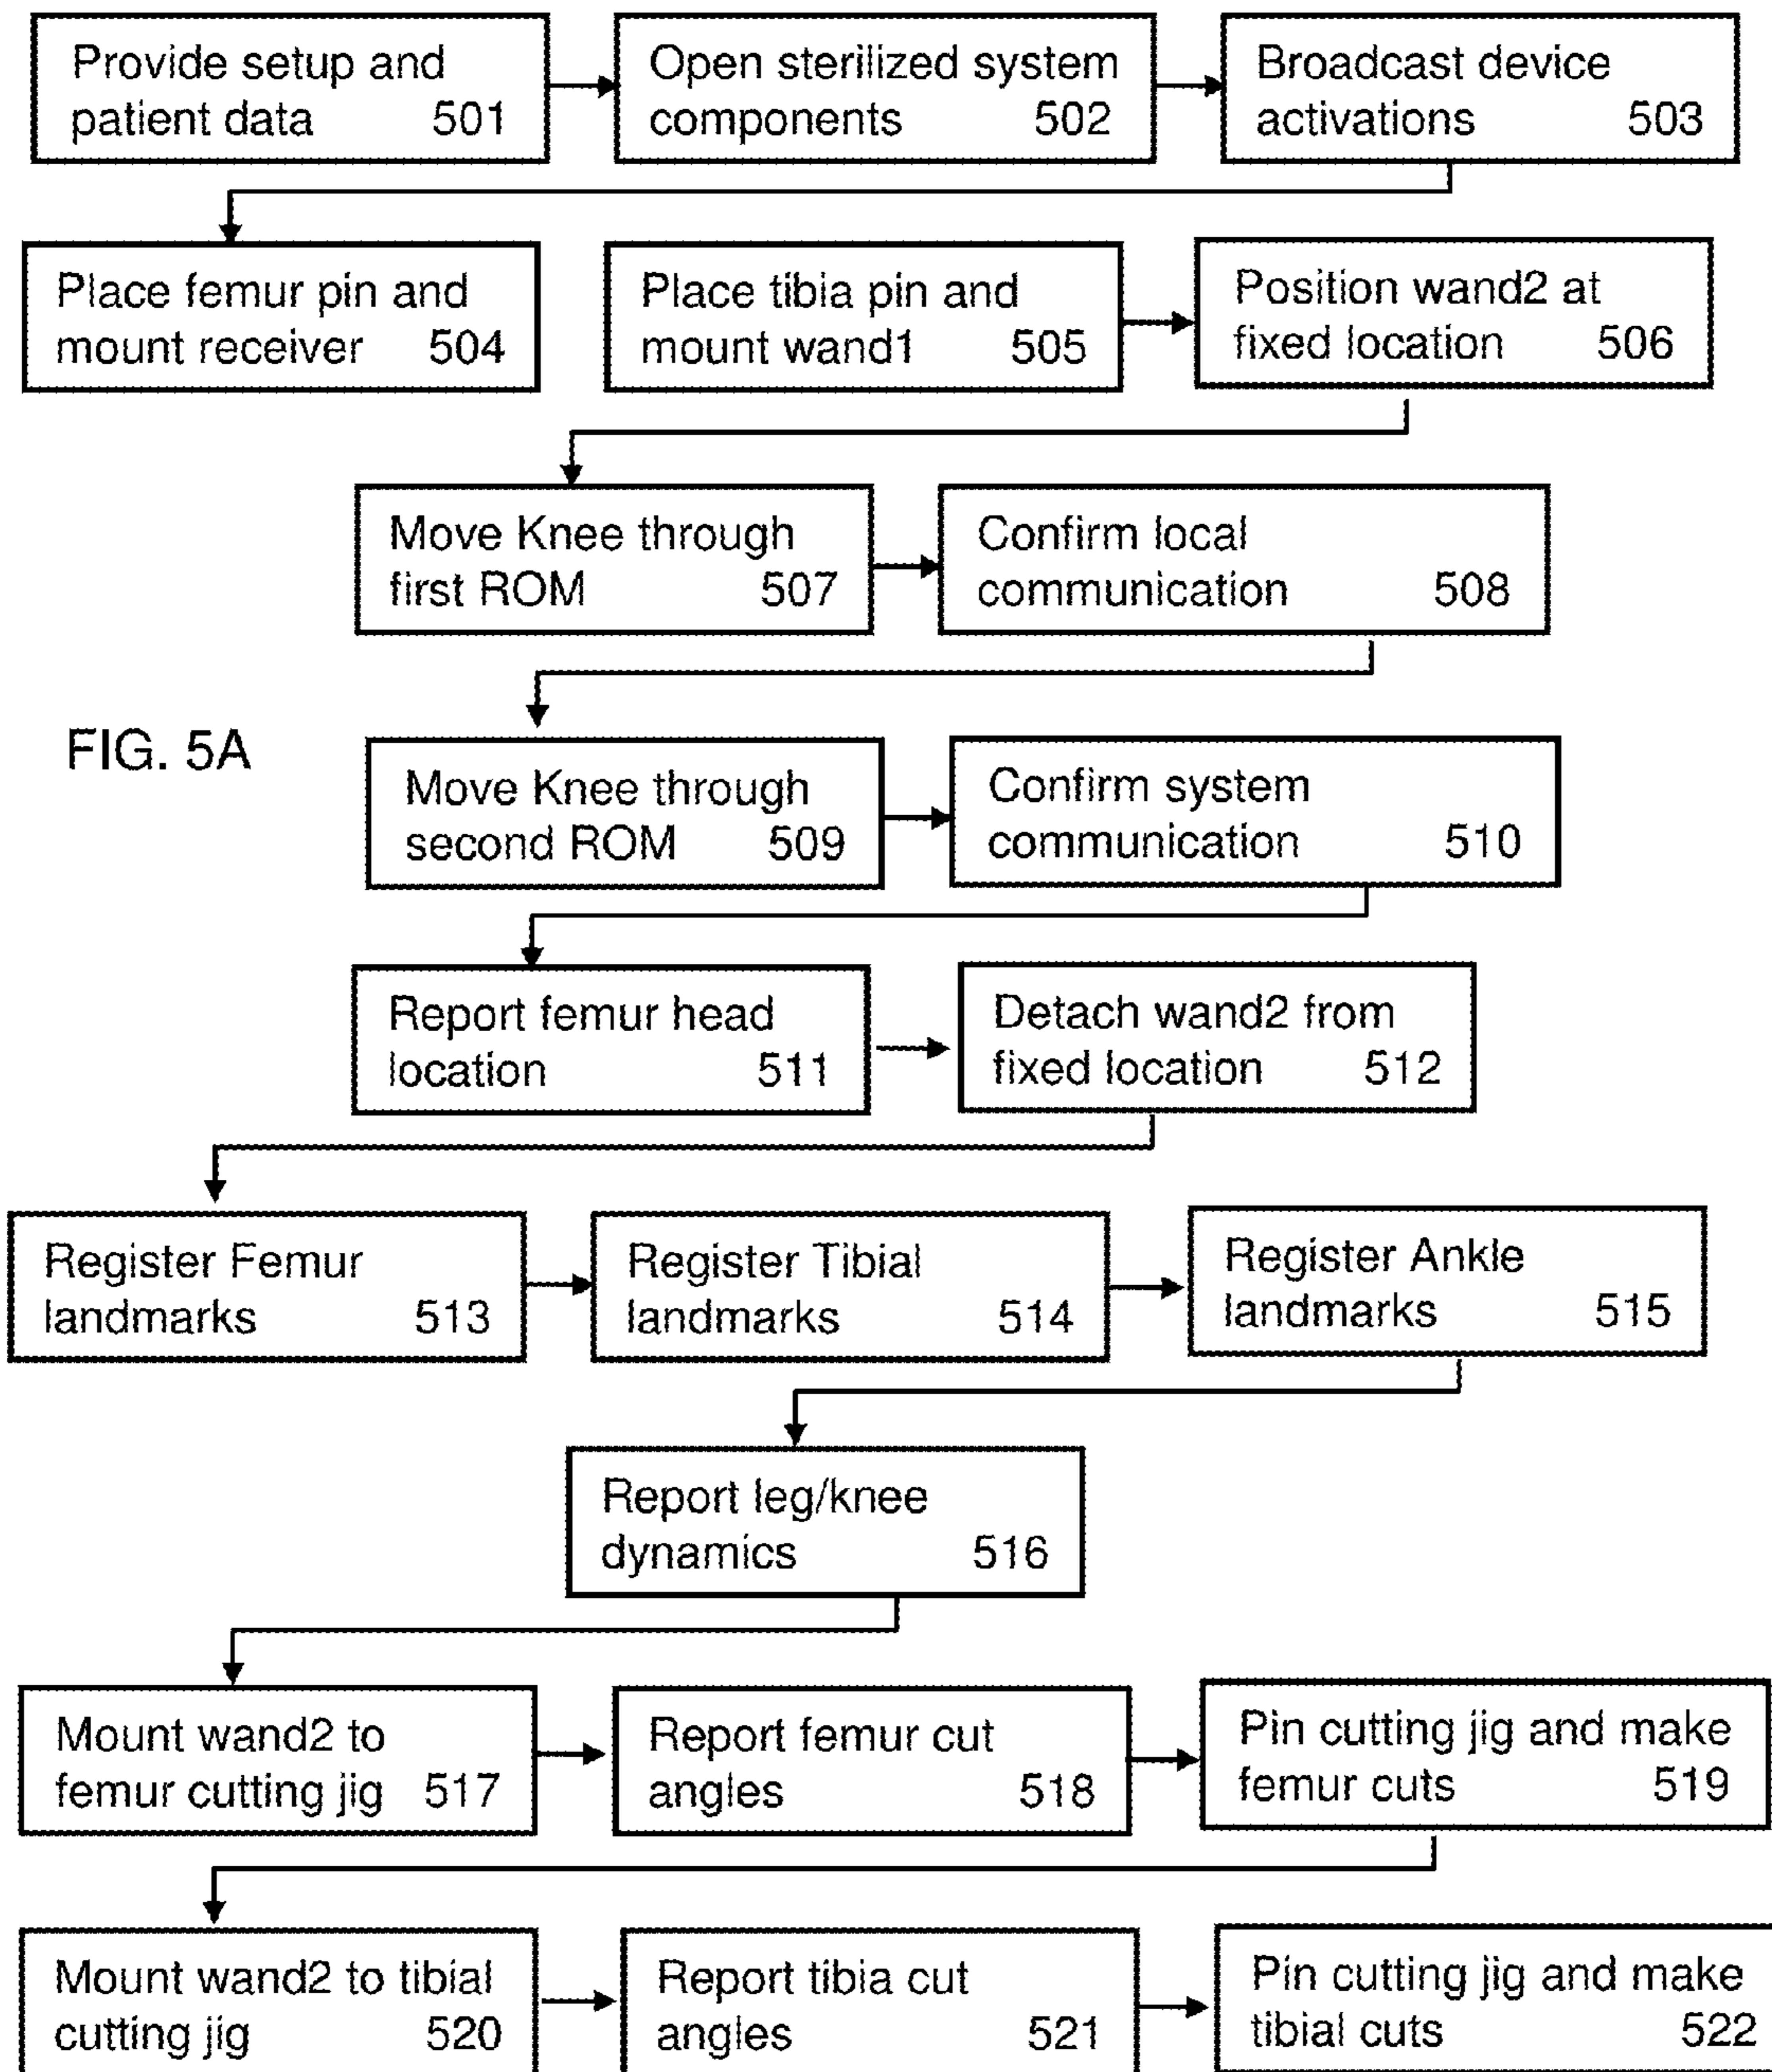 Provide setup and
patient data 501
Open sterilized system
components 502
Broadcast device
activations 503
Place femur pin and
mount receiver 504
Place tibia pin and
mount wand1 505
Position wand2 at
fixed location 506
Move Knee through
first ROM 507
Confirm local
communication 508
FIG. 5A
Move Knee through
second ROM 509
Confirm system
communication 510
Report femur head
location 511
Detach wand2 from
fixed location 512
Register Femur
landmarks 513
Register Tibial
landmarks 514
Register Ankle
landmarks 515
Report leg/knee
dynamics 516
Mount wand2 to
femur cutting jig 517
Report femur cut
angles 518
Pin cutting jig and make
femur cuts 519
Mount wand2 to tibial
cutting jig 520
Report tibia cut
angles 521
Pin cutting jig and make
tibial cuts 522